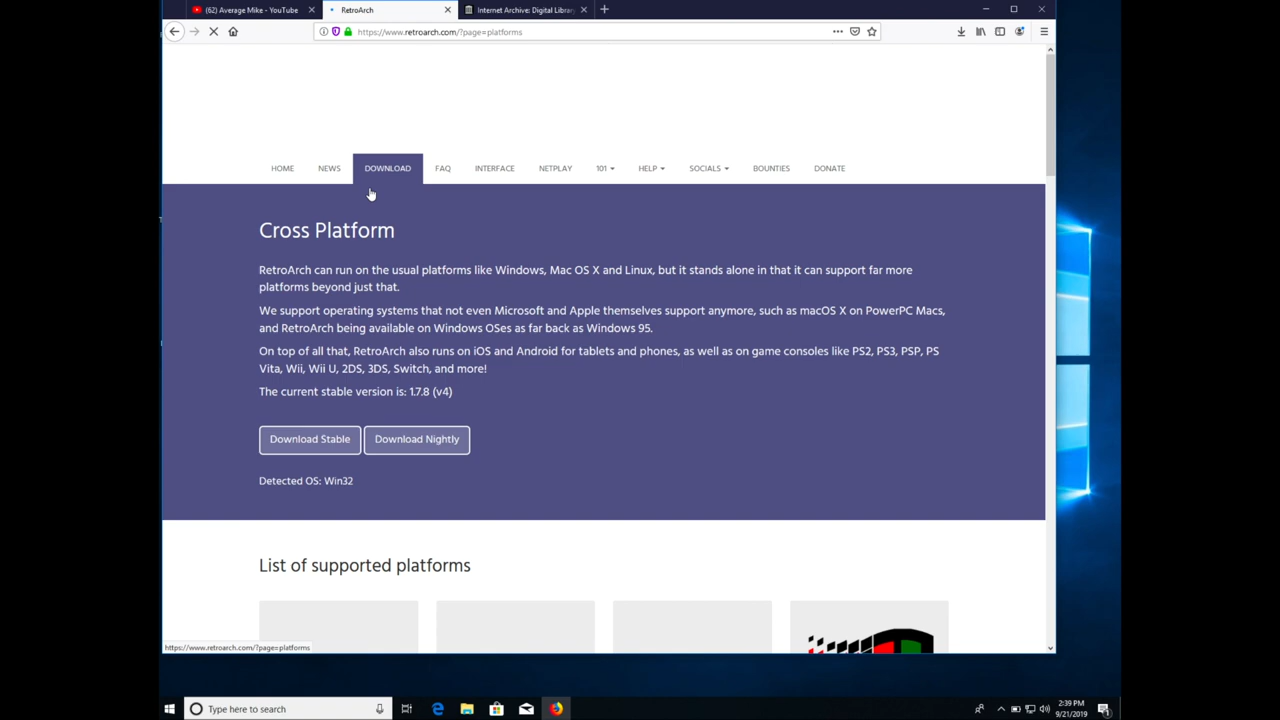 (62) Average Mike - YouTube
RetroArch
Internet Archive: Digital Library
https://www.retroarch.com/?page=platforms
HOME
NEWS
DOWNLOAD
FAQ
INTERFACE
NETPLAY
101
HELP
SOCIALS
BOUNTIES
DONATE
Cross Platform
RetroArch can run on the usual platforms like Windows, Mac OS X and Linux, but it stands alone in that it can support far more
platforms beyond just that.
We support operating systems that not even Microsoft and Apple themselves support anymore, such as macOS X on PowerPC Macs,
and RetroArch being available on Windows OSes as far back as Windows 95.
On top of all that, RetroArch also runs on iOS and Android for tablets and phones, as well as on game consoles like PS2, PS3, PSP, PS
Vita, Wii, Wii U, 2DS, 3DS, Switch, and more!
The current stable version is: 1.7.8 (v4)
Download Stable
Download Nightly
Detected OS: Win32
List of supported platforms
https://www.retroarch.com/?page=platforms
Type here to search
2:39 PM
9/21/2019